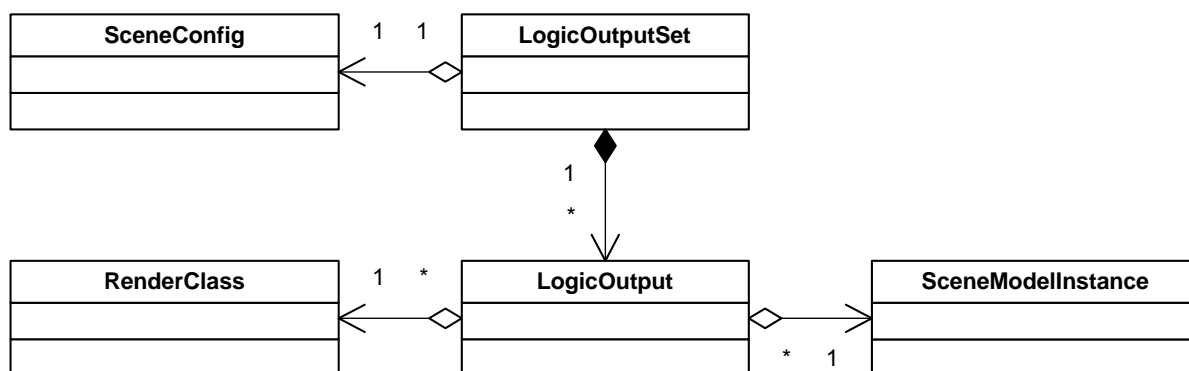 SceneConfig 1 1 LogicOutputSet
1
*
RenderClass 1 * LogicOutput SceneModelInstance
* 1